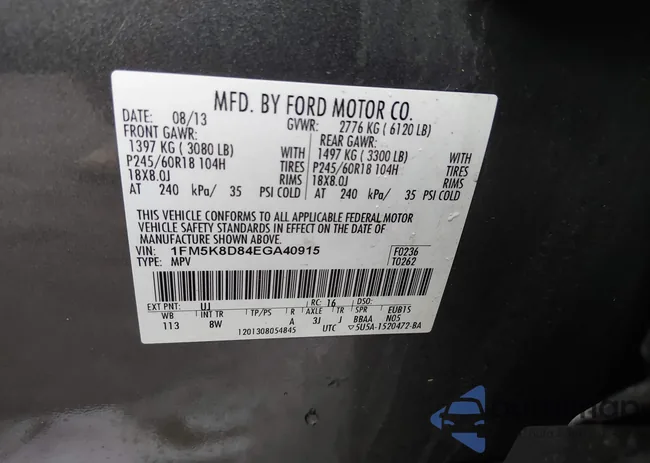 MFD. BY FORD MOTOR CO.
DATE: 08/13 GVWR: 2776 KG ( 6120 LB)
FRONT GAWR: REAR GAWR:
1397 KG ( 3080 LB) WITH 1497 KG ( 3300 LB) WITH
P245/60R18 104H TIRES P245/60R18 104H TIRES
18X8.0J RIMS 18X8.0J RIMS
AT 240 kPa/ 35 PSI COLD AT 240 kPa/ 35 PSI COLD
THIS VEHICLE CONFORMS TO ALL APPLICABLE FEDERAL MOTOR
VEHICLE SAFETY STANDARDS IN EFFECT ON THE DATE OF
MANUFACTURE SHOWN ABOVE.
VIN: 1FM5K8D84EGA40915 F0236
TYPE: MPV T0262
EXT PNT: UJ RC: 16 DSO:
WB INT TR TP/PS R AXLE TR SPR EUB15
113 8W A 3J J BBAA N05
1201308054845 UTC 5U5A-1520472-BA